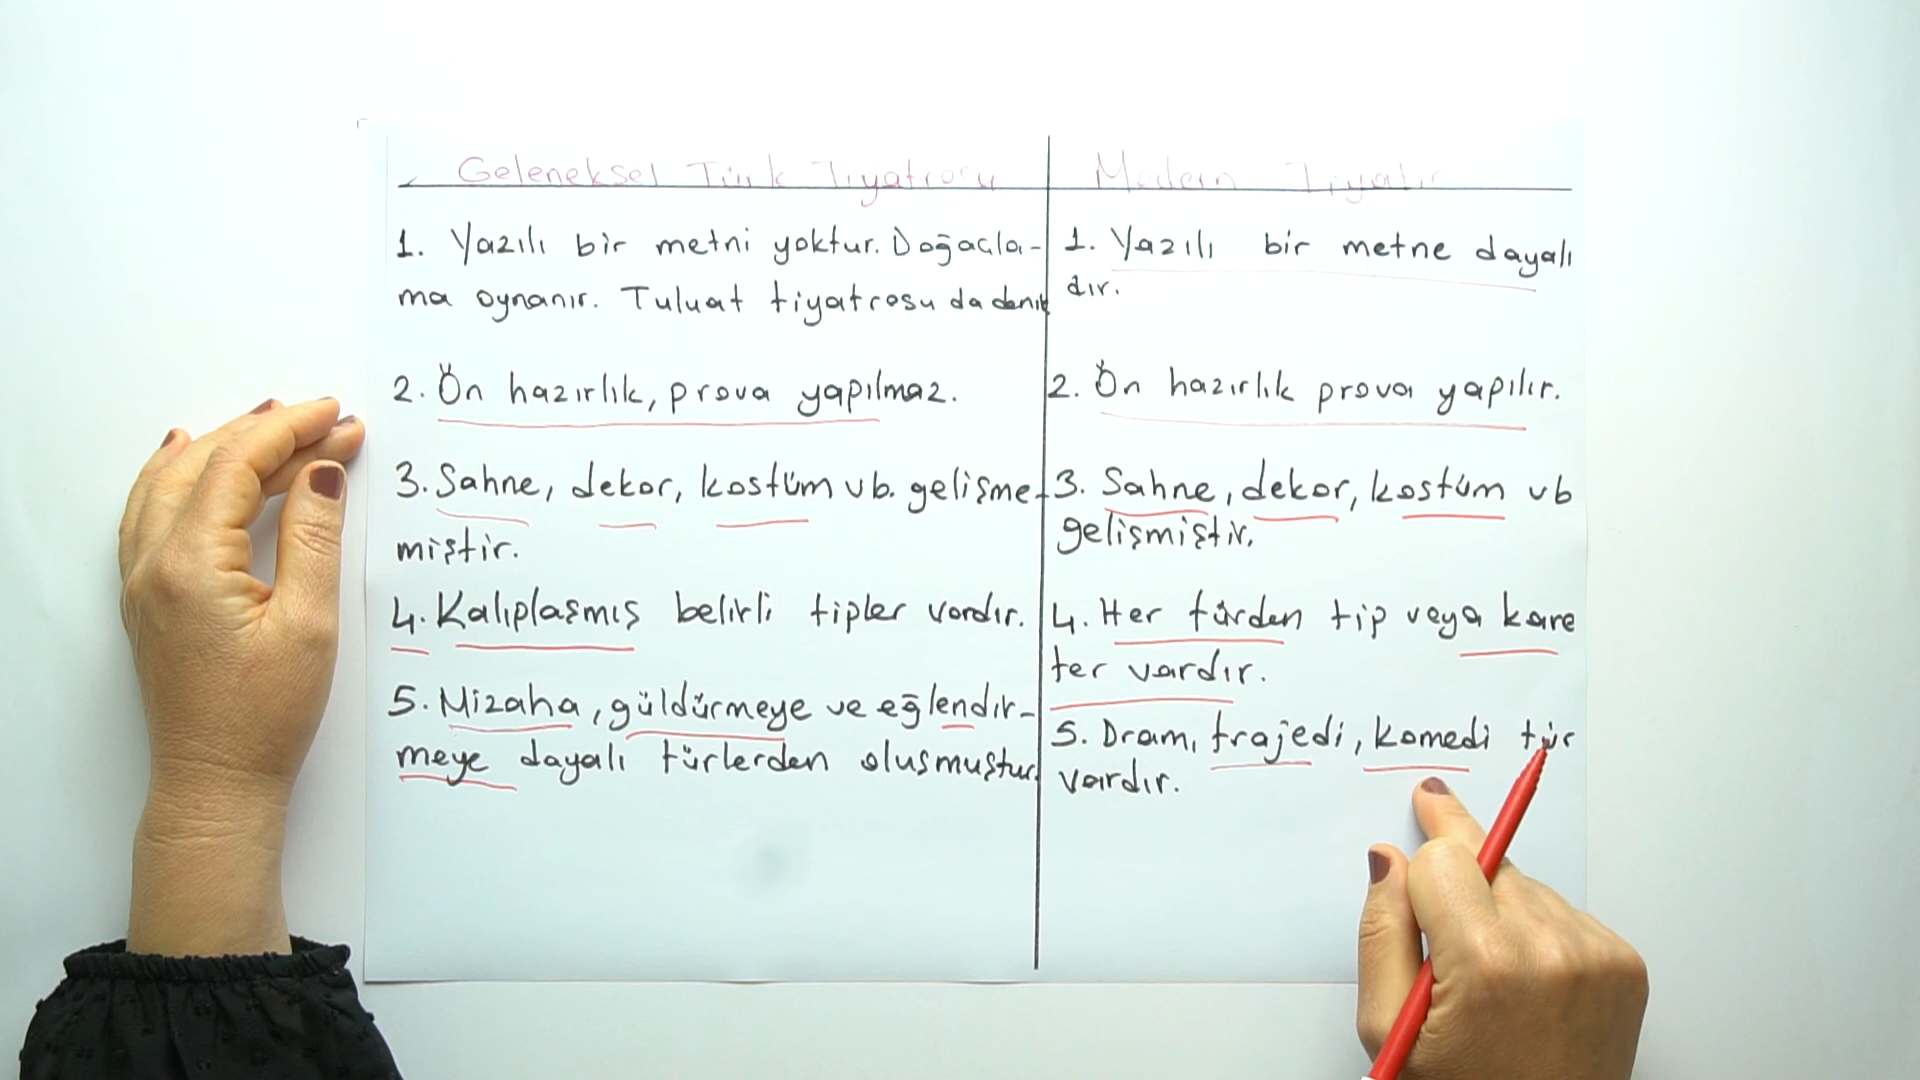 Geleneksel Türk Tiyatrosu
1. Yazılı bir metni yoktur. Doğaçla-
ma oynanır. Tuluat tiyatrosu da denir
2. Ön hazırlık, prova yapılmaz.
3. Sahne, dekor, kostüm vb. gelişme-
miştir.
4. Kalıplaşmış belirli tipler vardır.
5. Mizaha, güldürmeye ve eğlendir-
meye dayalı türlerden oluşmuştur.
Modern Tiyatro
1. Yazılı bir metne dayalı
dır.
2. Ön hazırlık prova yapılır.
3. Sahne, dekor, kostüm vb
gelişmiştir.
4. Her türden tip veya kare
ter vardır.
5. Dram, trajedi, komedi tür
vardır.